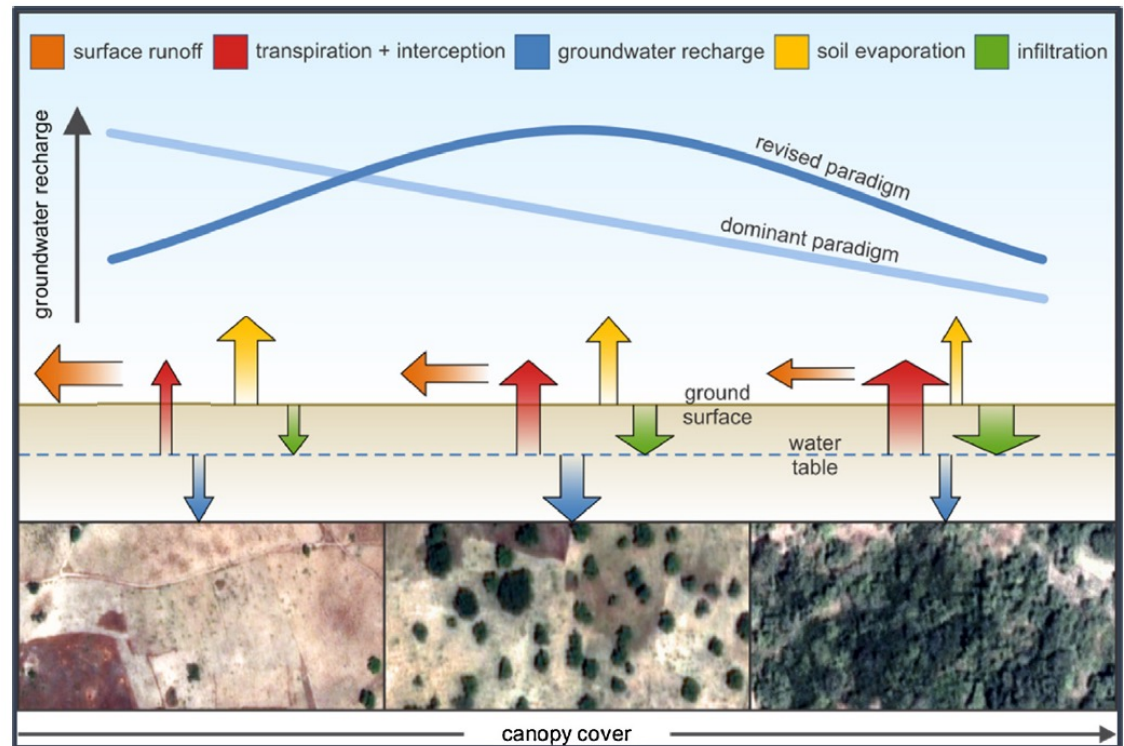 surface runoff
transpiration + interception
groundwater recharge
soil evaporation
infiltration
groundwater recharge
revised paradigm
dominant paradigm
ground
surface
water
table
canopy cover